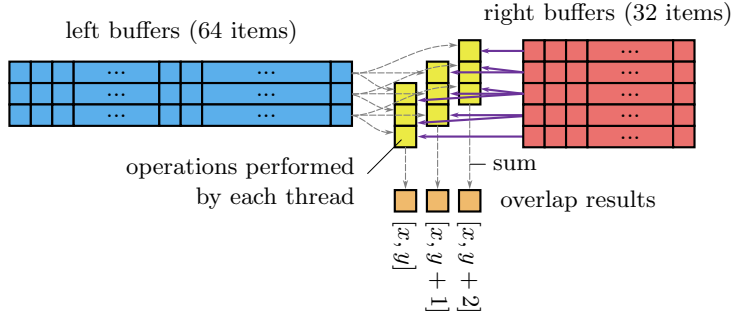 right buffers (32 items)
left buffers (64 items)
...
... ...
... ...
... ...
...
...
...
...
operations performed
by each thread
sum
overlap results
[x, y]
[x, y + 1]
[x, y + 2]